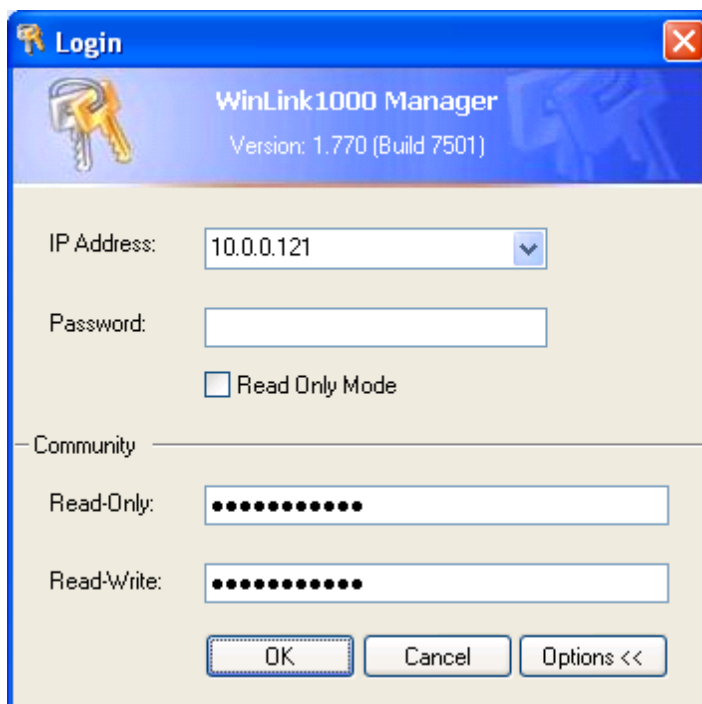 Login
WinLink1000 Manager
Version: 1.770 (Build 7501)
IP Address: 10.0.0.121
Password:
Read Only Mode
Community
Read-Only: •••••••••••
Read-Write: •••••••••••
OK Cancel Options <<